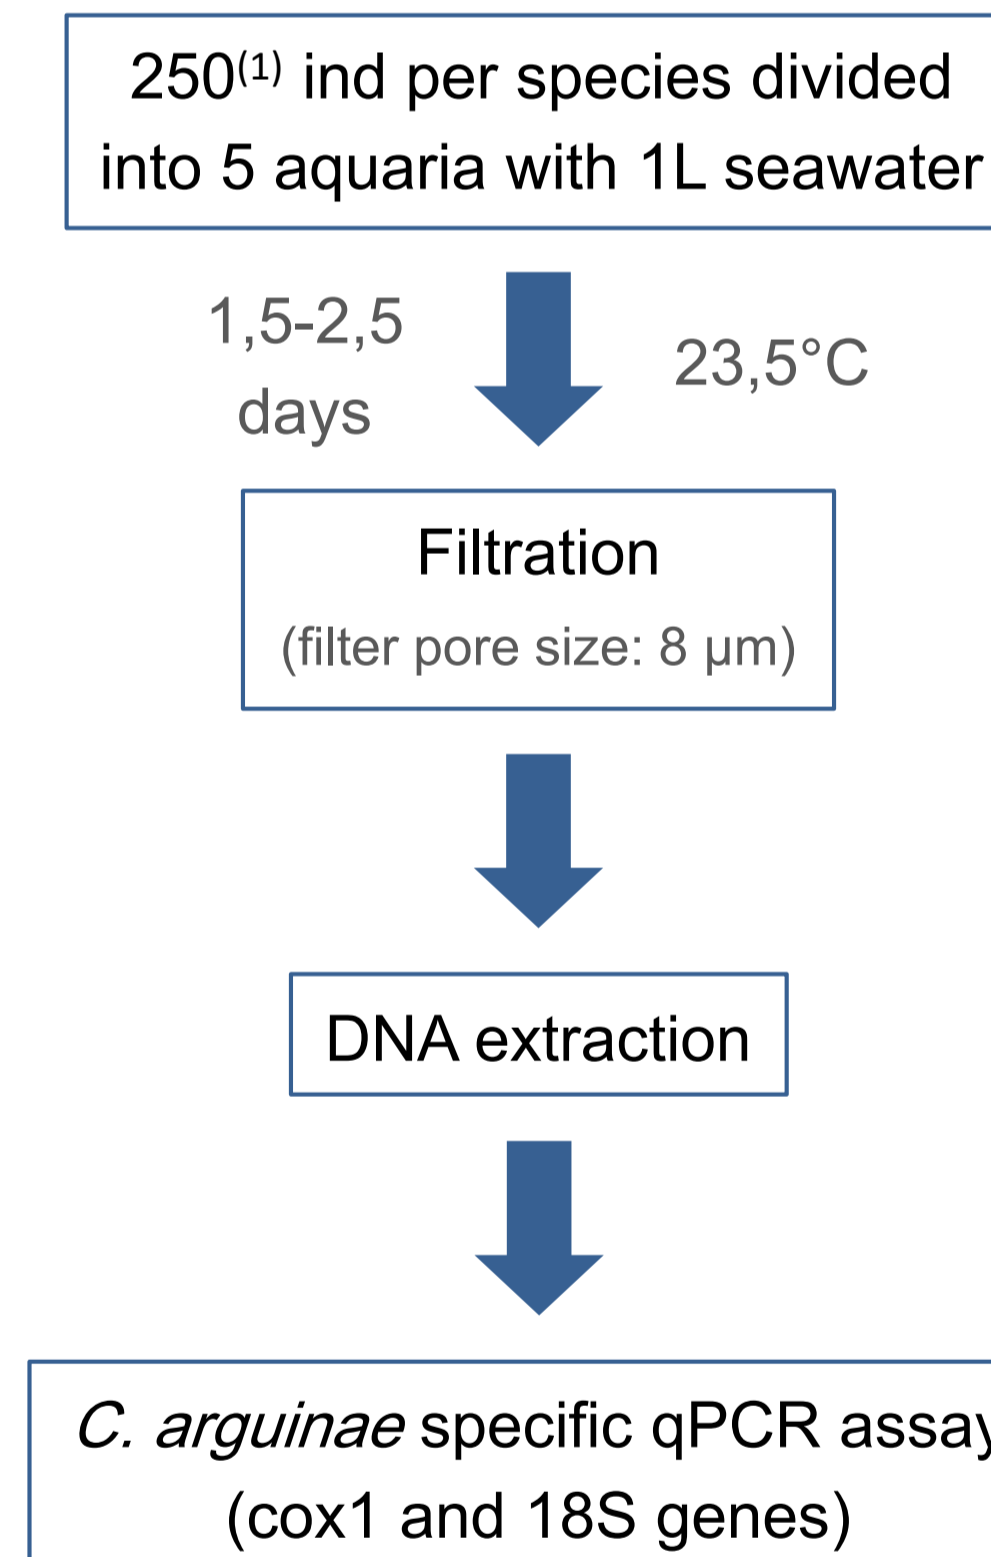 250⁽¹⁾ ind per species divided
into 5 aquaria with 1L seawater
1,5-2,5
days
23,5°C
Filtration
(filter pore size: 8 µm)
DNA extraction
C. arguinae specific qPCR assay
(cox1 and 18S genes)